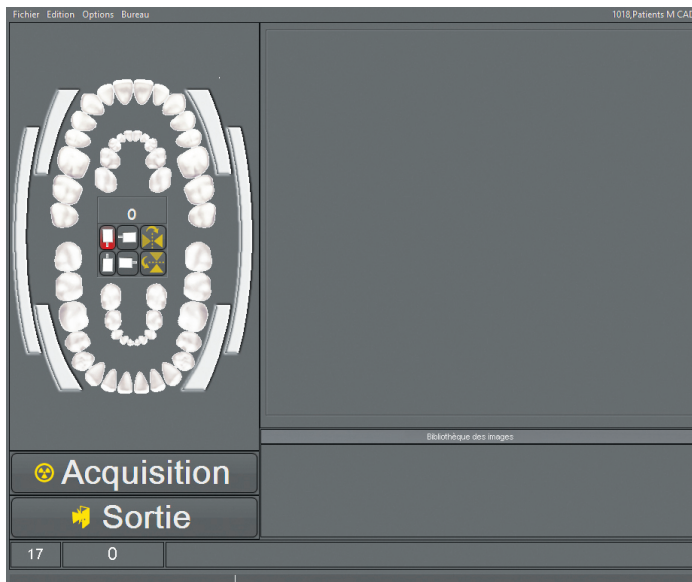 Fichier Edition Options Bureau
1018,Patients M CAD
0
Bibliothèque des images
Acquisition
Sortie
17 0